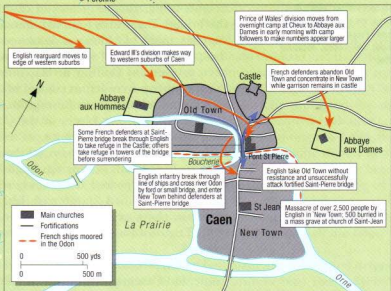 Prince of Wales' division moves from
overnight camp at Cheux to Abbaye aux
Dames in early morning with camp
followers to make numbers appear larger
English rearguard moves to
edge of western suburbs
Edward III's division makes way
to western suburbs of Caen
French defenders abandon Old
Town and concentrate in New Town
while garrison remains in castle
N
Castle
Abbaye
aux Hommes
Old Town
Some French defenders at Saint-
Pierre bridge break through English
to take refuge in the Castle; others
take refuge in towers of the bridge
before surrendering
Abbaye
aux Dames
Boucherie
Pont St Pierre
Odon
English infantry break through
line of ships and cross river Odon
by ford or small bridge, and enter
New Town behind defenders at
Saint-Pierre bridge
English take Old Town without
resistance and unsuccessfully
attack fortified Saint-Pierre bridge
St Jean
Massacre of over 2,500 people by
English in 'New Town'; 500 burned in
a mass grave at church of Saint-Jean
La Prairie
Caen
New Town
Main churches
Fortifications
French ships moored
in the Odon
0 500 yds
0 500 m
Orne